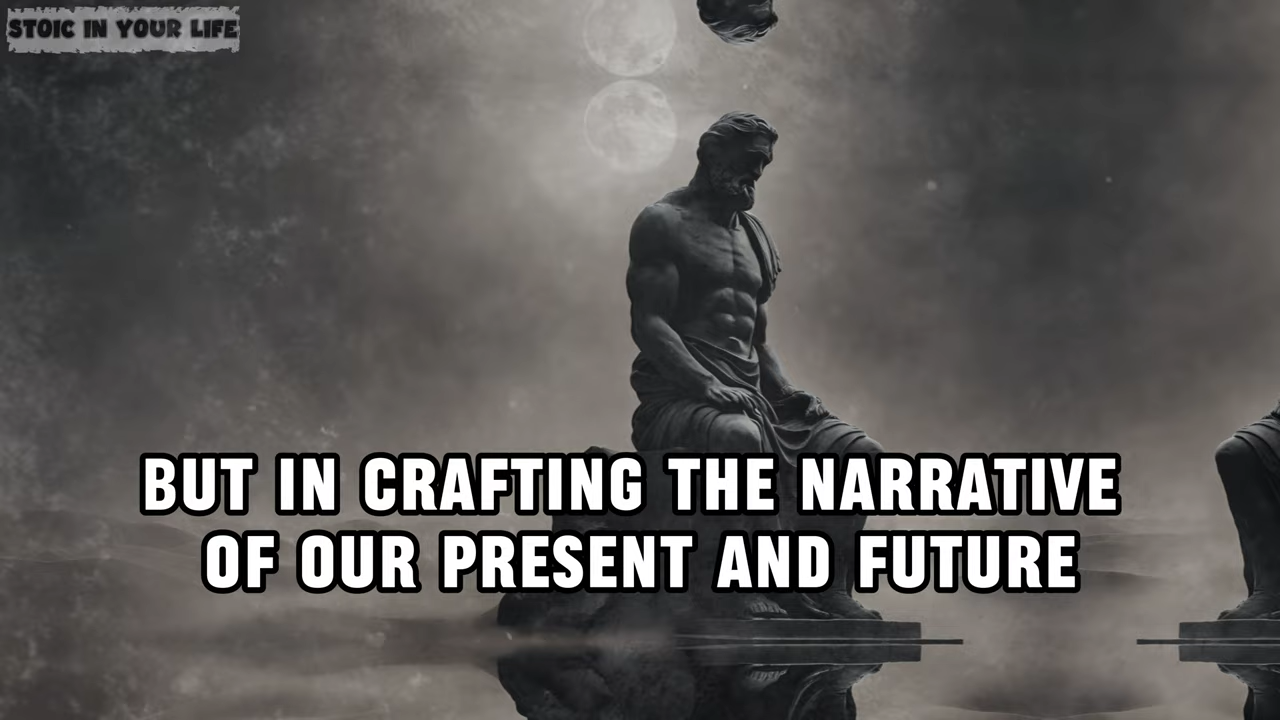 STOIC IN YOUR LIFE
BUT IN CRAFTING THE NARRATIVE
OF OUR PRESENT AND FUTURE